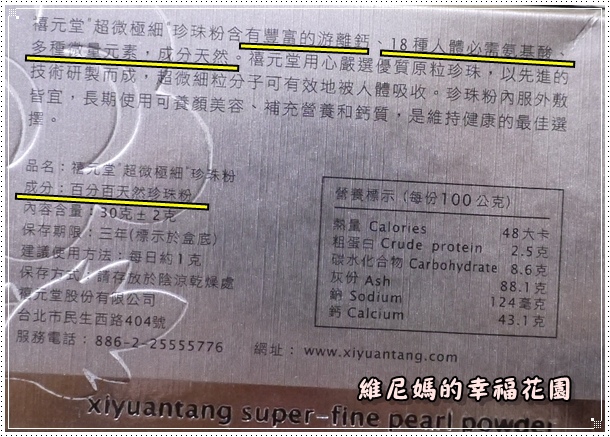 禧元堂"超微極細"珍珠粉含有豐富的游離鈣、18種人體必需氨基酸、
多種微量元素，成分天然。禧元堂用心嚴選優質原粒珍珠，以先進的
技術研製而成，超微細粒分子可有效地被人體吸收。珍珠粉內服外敷
皆宜，長期使用可養顏美容、補充營養和鈣質，是維持健康的最佳選
擇。
品名：禧元堂"超微極細"珍珠粉
成分：百分百天然珍珠粉
內容含量：30克±2克
保存期限：三年(標示於盒底)
建議使用方法：每日約1克
保存方式：請存放於陰涼乾燥處
禧元堂股份有限公司
台北市民生西路404號
服務電話：886-2-25555776 網址：www.xiyuantang.com
營養標示（每份100公克）
熱量 Calories 48大卡
粗蛋白 Crude protein 2.5克
碳水化合物 Carbohydrate 8.6克
灰份 Ash 88.1克
鈉 Sodium 124毫克
鈣 Calcium 43.1克
維尼媽的幸福花園
xiyuantang super-fine pearl powder